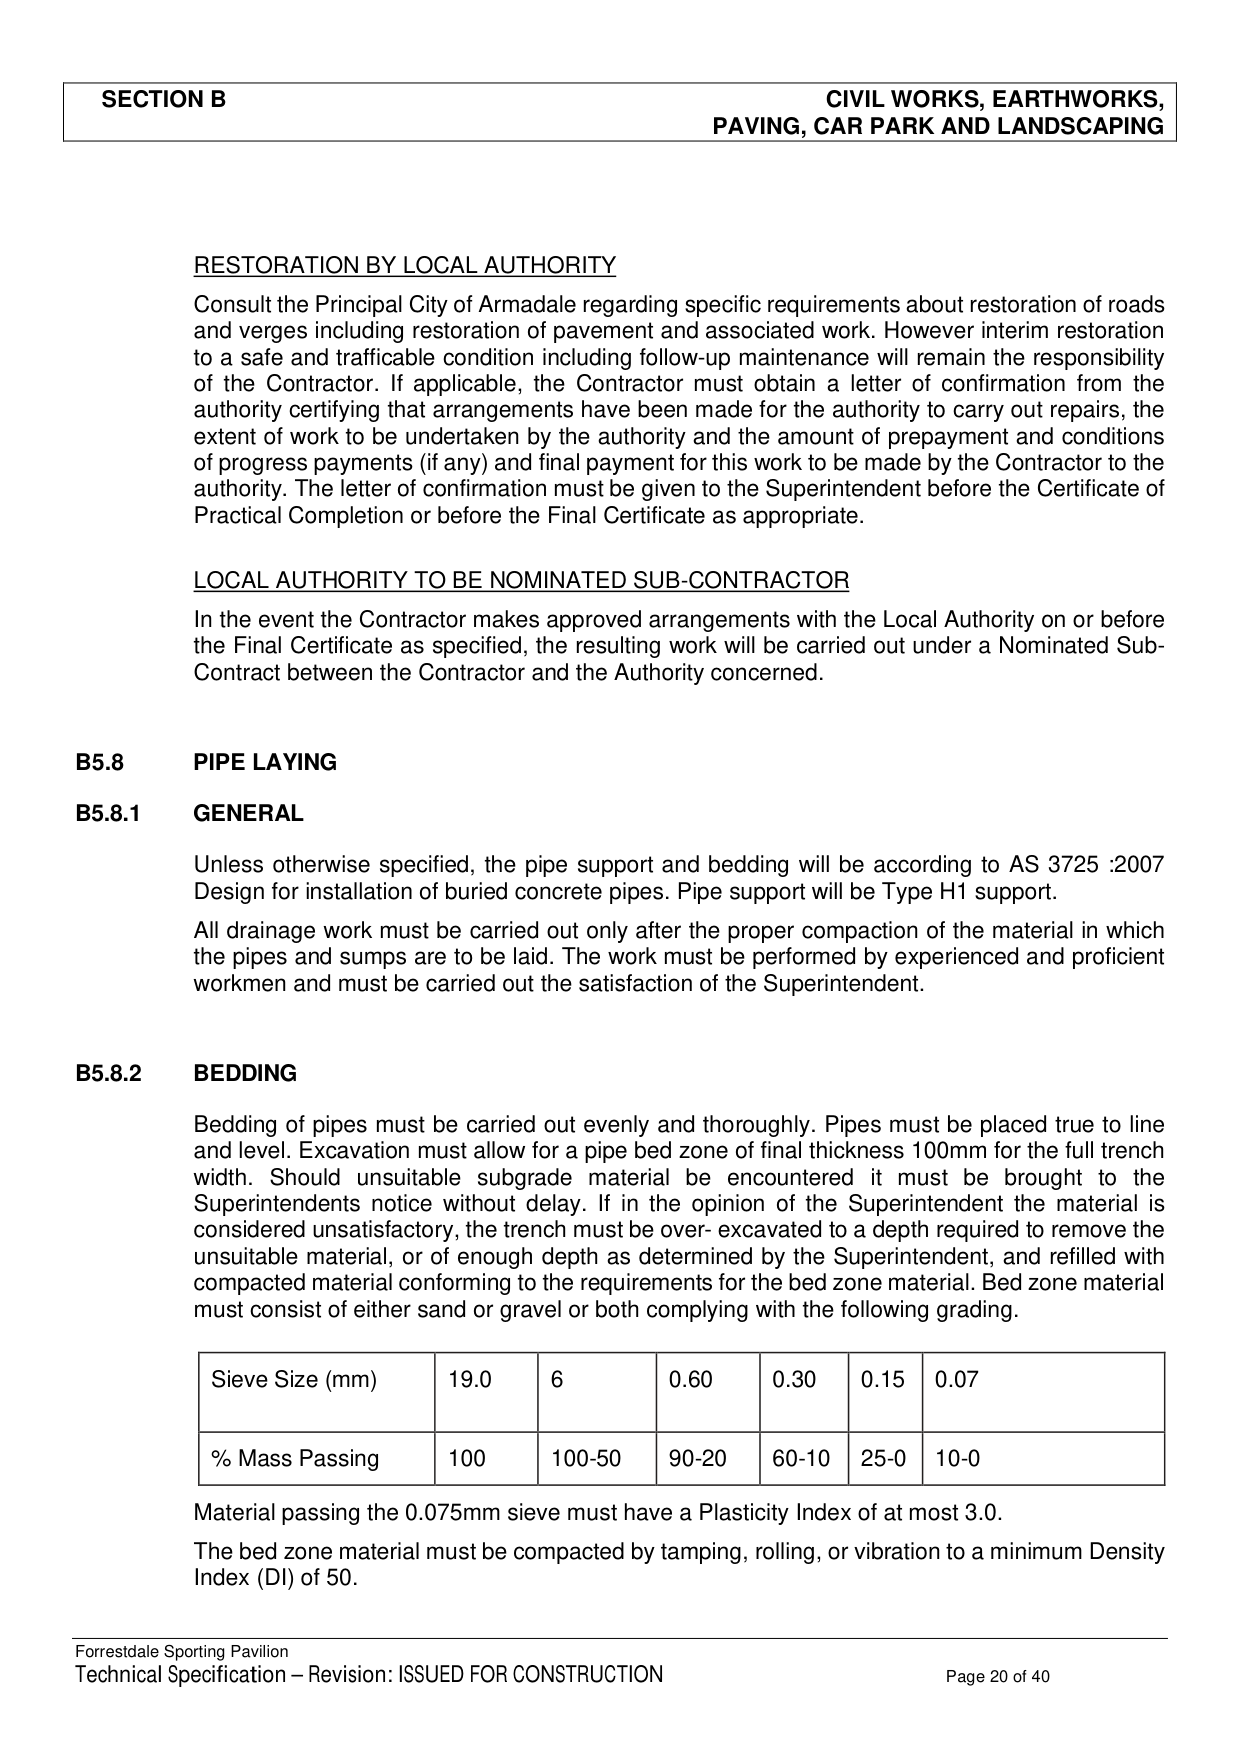 SECTION B
CIVIL WORKS, EARTHWORKS,
PAVING, CAR PARK AND LANDSCAPING
RESTORATION BY LOCAL AUTHORITY
Consult the Principal City of Armadale regarding specific requirements about restoration of roads
and verges including restoration of pavement and associated work. However interim restoration
to a safe and trafficable condition including follow-up maintenance will remain the responsibility
of the Contractor. If applicable, the Contractor must obtain a letter of confirmation from the
authority certifying that arrangements have been made for the authority to carry out repairs, the
extent of work to be undertaken by the authority and the amount of prepayment and conditions
of progress payments (if any) and final payment for this work to be made by the Contractor to the
authority. The letter of confirmation must be given to the Superintendent before the Certificate of
Practical Completion or before the Final Certificate as appropriate.
LOCAL AUTHORITY TO BE NOMINATED SUB-CONTRACTOR
In the event the Contractor makes approved arrangements with the Local Authority on or before
the Final Certificate as specified, the resulting work will be carried out under a Nominated Sub-
Contract between the Contractor and the Authority concerned.
B5.8 PIPE LAYING
B5.8.1 GENERAL
Unless otherwise specified, the pipe support and bedding will be according to AS 3725 :2007
Design for installation of buried concrete pipes. Pipe support will be Type H1 support.
All drainage work must be carried out only after the proper compaction of the material in which
the pipes and sumps are to be laid. The work must be performed by experienced and proficient
workmen and must be carried out the satisfaction of the Superintendent.
B5.8.2 BEDDING
Bedding of pipes must be carried out evenly and thoroughly. Pipes must be placed true to line
and level. Excavation must allow for a pipe bed zone of final thickness 100mm for the full trench
width. Should unsuitable subgrade material be encountered it must be brought to the
Superintendents notice without delay. If in the opinion of the Superintendent the material is
considered unsatisfactory, the trench must be over- excavated to a depth required to remove the
unsuitable material, or of enough depth as determined by the Superintendent, and refilled with
compacted material conforming to the requirements for the bed zone material. Bed zone material
must consist of either sand or gravel or both complying with the following grading.
Sieve Size (mm) 19.0 6 0.60 0.30 0.15 0.07
% Mass Passing 100 100-50 90-20 60-10 25-0 10-0
Material passing the 0.075mm sieve must have a Plasticity Index of at most 3.0.
The bed zone material must be compacted by tamping, rolling, or vibration to a minimum Density
Index (DI) of 50.
Forrestdale Sporting Pavilion
Technical Specification – Revision: ISSUED FOR CONSTRUCTION Page 20 of 40